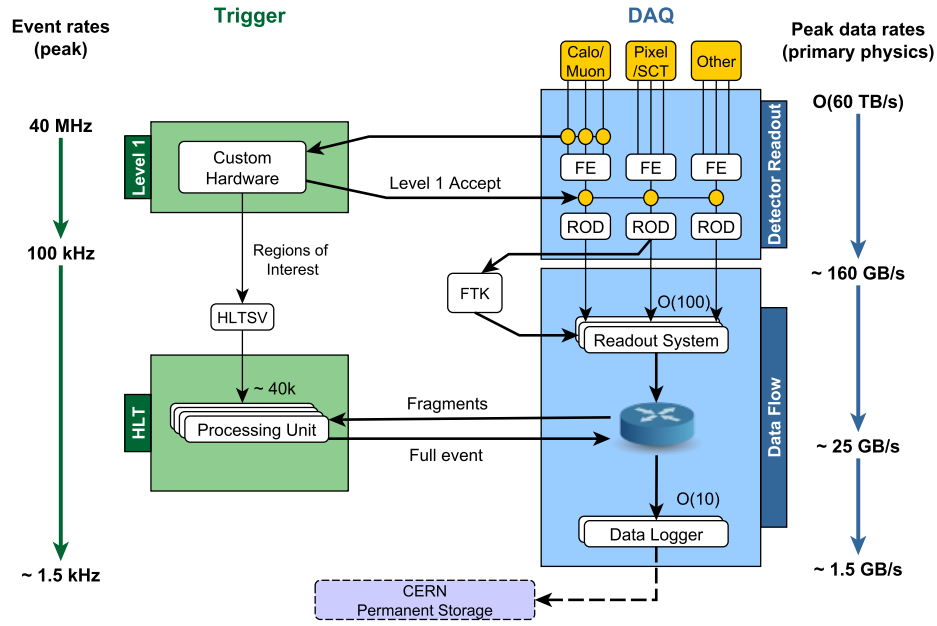 Trigger
DAQ
Event rates
(peak)
Peak data rates
(primary physics)
Calo/
Muon
Pixel
/SCT
Other
40 MHz
O(60 TB/s)
Level 1
Custom
Hardware
FE
FE
FE
Level 1 Accept
Detector Readout
ROD
ROD
ROD
100 kHz
Regions of
Interest
~ 160 GB/s
FTK
O(100)
HLTSV
Readout System
~ 40k
HLT
Processing Unit
Fragments
Full event
Data Flow
~ 25 GB/s
O(10)
Data Logger
~ 1.5 kHz
~ 1.5 GB/s
CERN
Permanent Storage